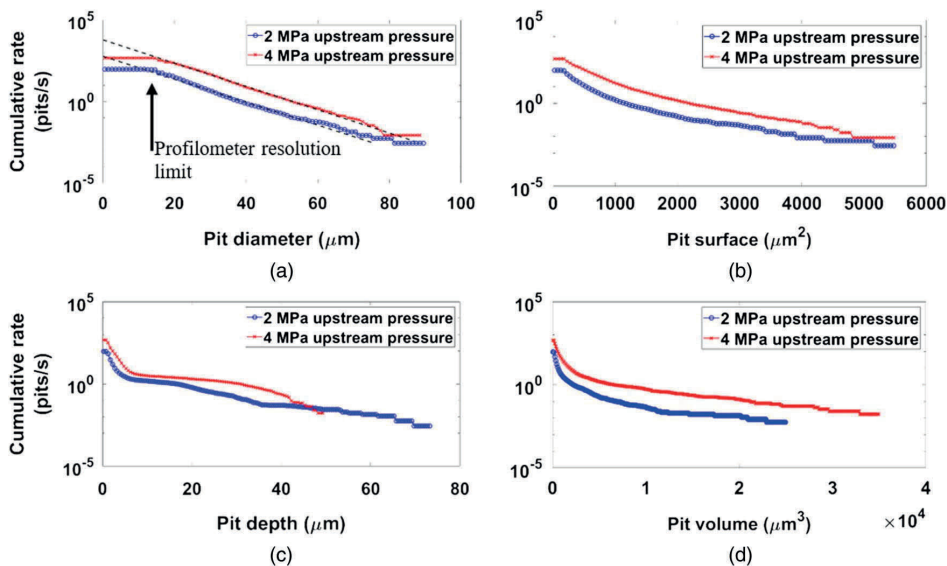 10^5
2 MPa upstream pressure
4 MPa upstream pressure
10^0
10^-5
Cumulative rate
(pits/s)
Profilometer resolution
limit
0 20 40 60 80 100
Pit diameter (μm)
(a)
10^5
2 MPa upstream pressure
4 MPa upstream pressure
10^0
10^-5
0 1000 2000 3000 4000 5000 6000
Pit surface (μm^2)
(b)
10^5
2 MPa upstream pressure
4 MPa upstream pressure
10^0
10^-5
Cumulative rate
(pits/s)
0 20 40 60 80
Pit depth (μm)
(c)
10^5
2 MPa upstream pressure
4 MPa upstream pressure
10^0
10^-5
0 1 2 3 4
Pit volume (μm^3)
× 10^4
(d)